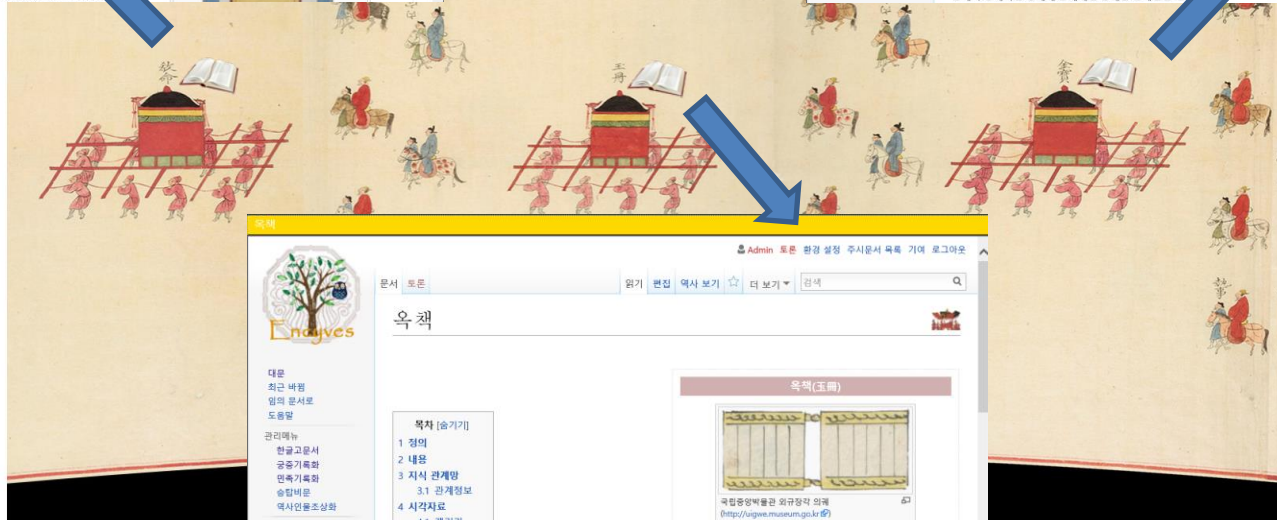 敎命
玉冊
金寶
執事
옥책
Admin 토론 환경 설정 주시문서 목록 기여 로그아웃
문서 토론
읽기 편집 역사 보기 더 보기 검색
Encyves
옥책
대문
최근 바뀜
임의 문서로
도움말
관리메뉴
한글고문서
궁중기록화
민족기록화
승탑비문
역사인물초상화
목차 [숨기기]
1 정의
2 내용
3 지식 관계망
3.1 관계정보
4 시각자료
옥책(玉冊)
국립중앙박물관 외규장각 의궤
(http://uigwe.museum.go.kr)